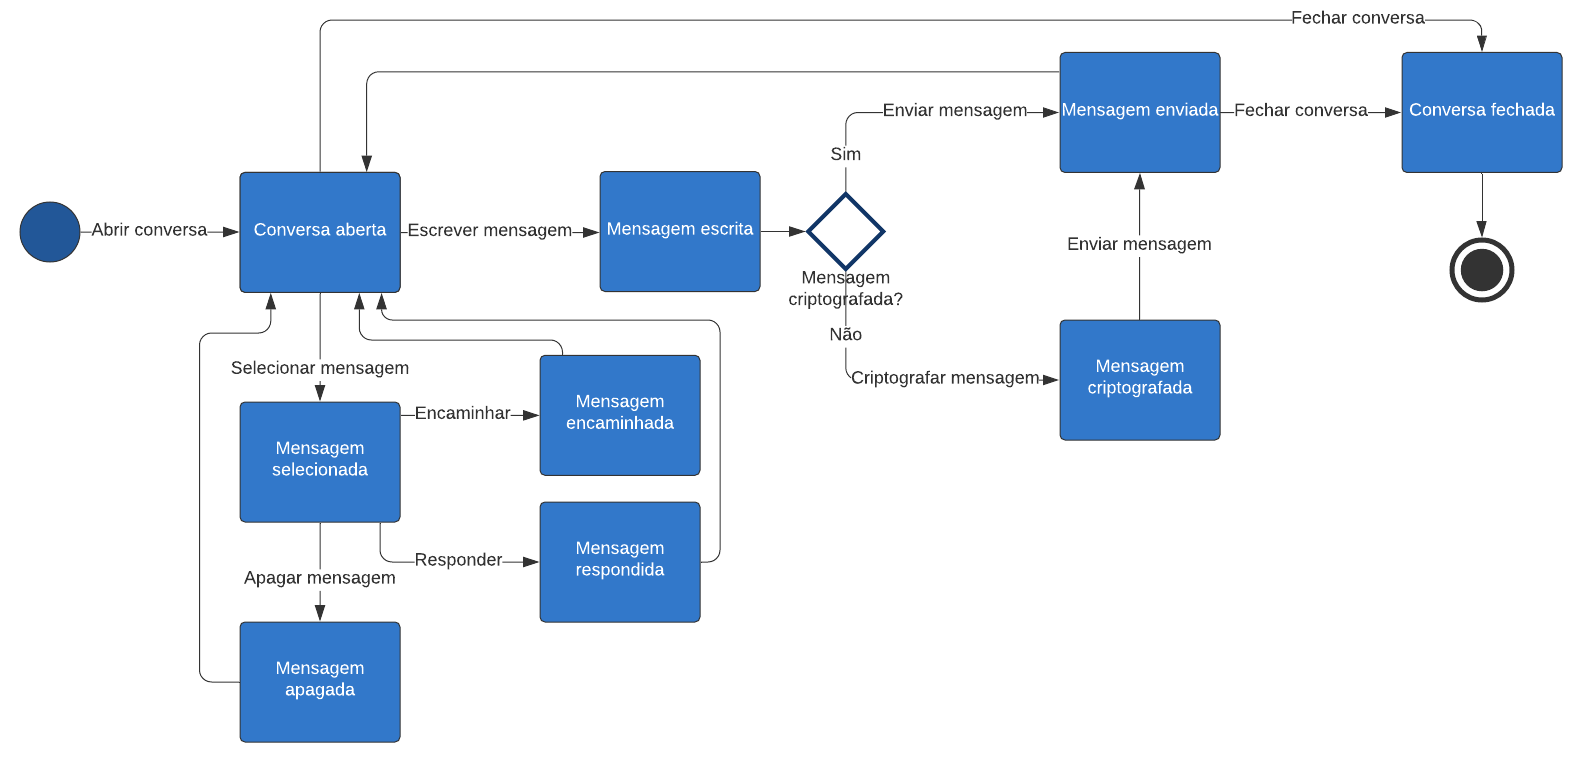 Fechar conversa
Enviar mensagem
Mensagem enviada
Fechar conversa
Conversa fechada
Sim
Abrir conversa
Conversa aberta
Escrever mensagem
Mensagem escrita
Mensagem
criptografada?
Enviar mensagem
Não
Criptografar mensagem
Mensagem
criptografada
Selecionar mensagem
Mensagem
selecionada
Encaminhar
Mensagem
encaminhada
Responder
Mensagem
respondida
Apagar mensagem
Mensagem
apagada